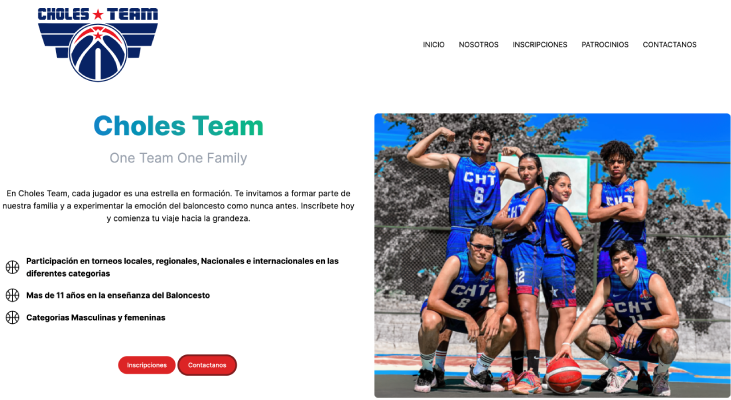 CHOLES ★ TEAM
INICIO NOSOTROS INSCRIPCIONES PATROCINIOS CONTACTANOS
Choles Team
One Team One Family
En Choles Team, cada jugador es una estrella en formación. Te invitamos a formar parte de
nuestra familia y a experimentar la emoción del baloncesto como nunca antes. Inscríbete hoy
y comienza tu viaje hacia la grandeza.
Participación en torneos locales, regionales, Nacionales e internacionales en las
diferentes categorias
Mas de 11 años en la enseñanza del Baloncesto
Categorias Masculinas y femeninas
Inscripciones Contactanos
CHT
6
CHT
12
CHT
CHT
CHT
6
CHT
11